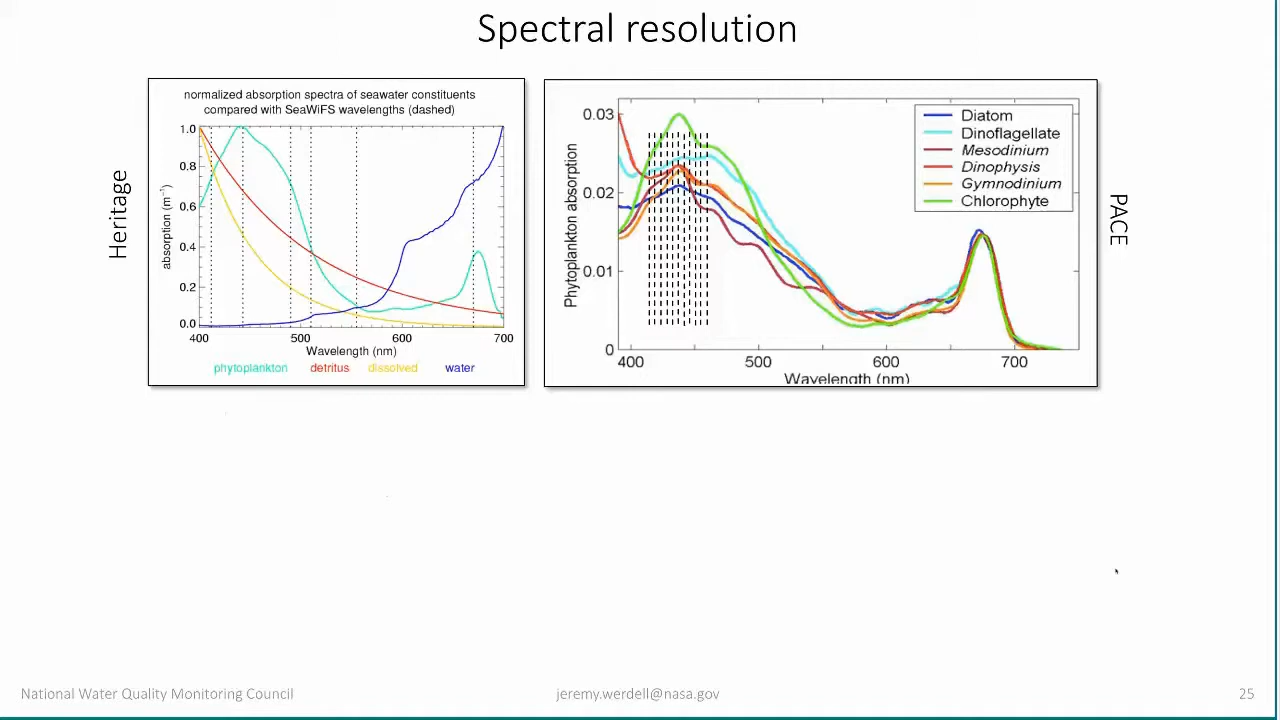 Spectral resolution
Heritage
normalized absorption spectra of seawater constituents
compared with SeaWiFS wavelengths (dashed)
absorption (m⁻¹)
1.0
0.8
0.6
0.4
0.2
0.0
400 500 600 700
Wavelength (nm)
phytoplankton detritus dissolved water
Phytoplankton absorption
0.03
0.02
0.01
0
Diatom
Dinoflagellate
Mesodinium
Dinophysis
Gymnodinium
Chlorophyte
400 500 600 700
Wavelength (nm)
PACE
National Water Quality Monitoring Council
jeremy.werdell@nasa.gov
25